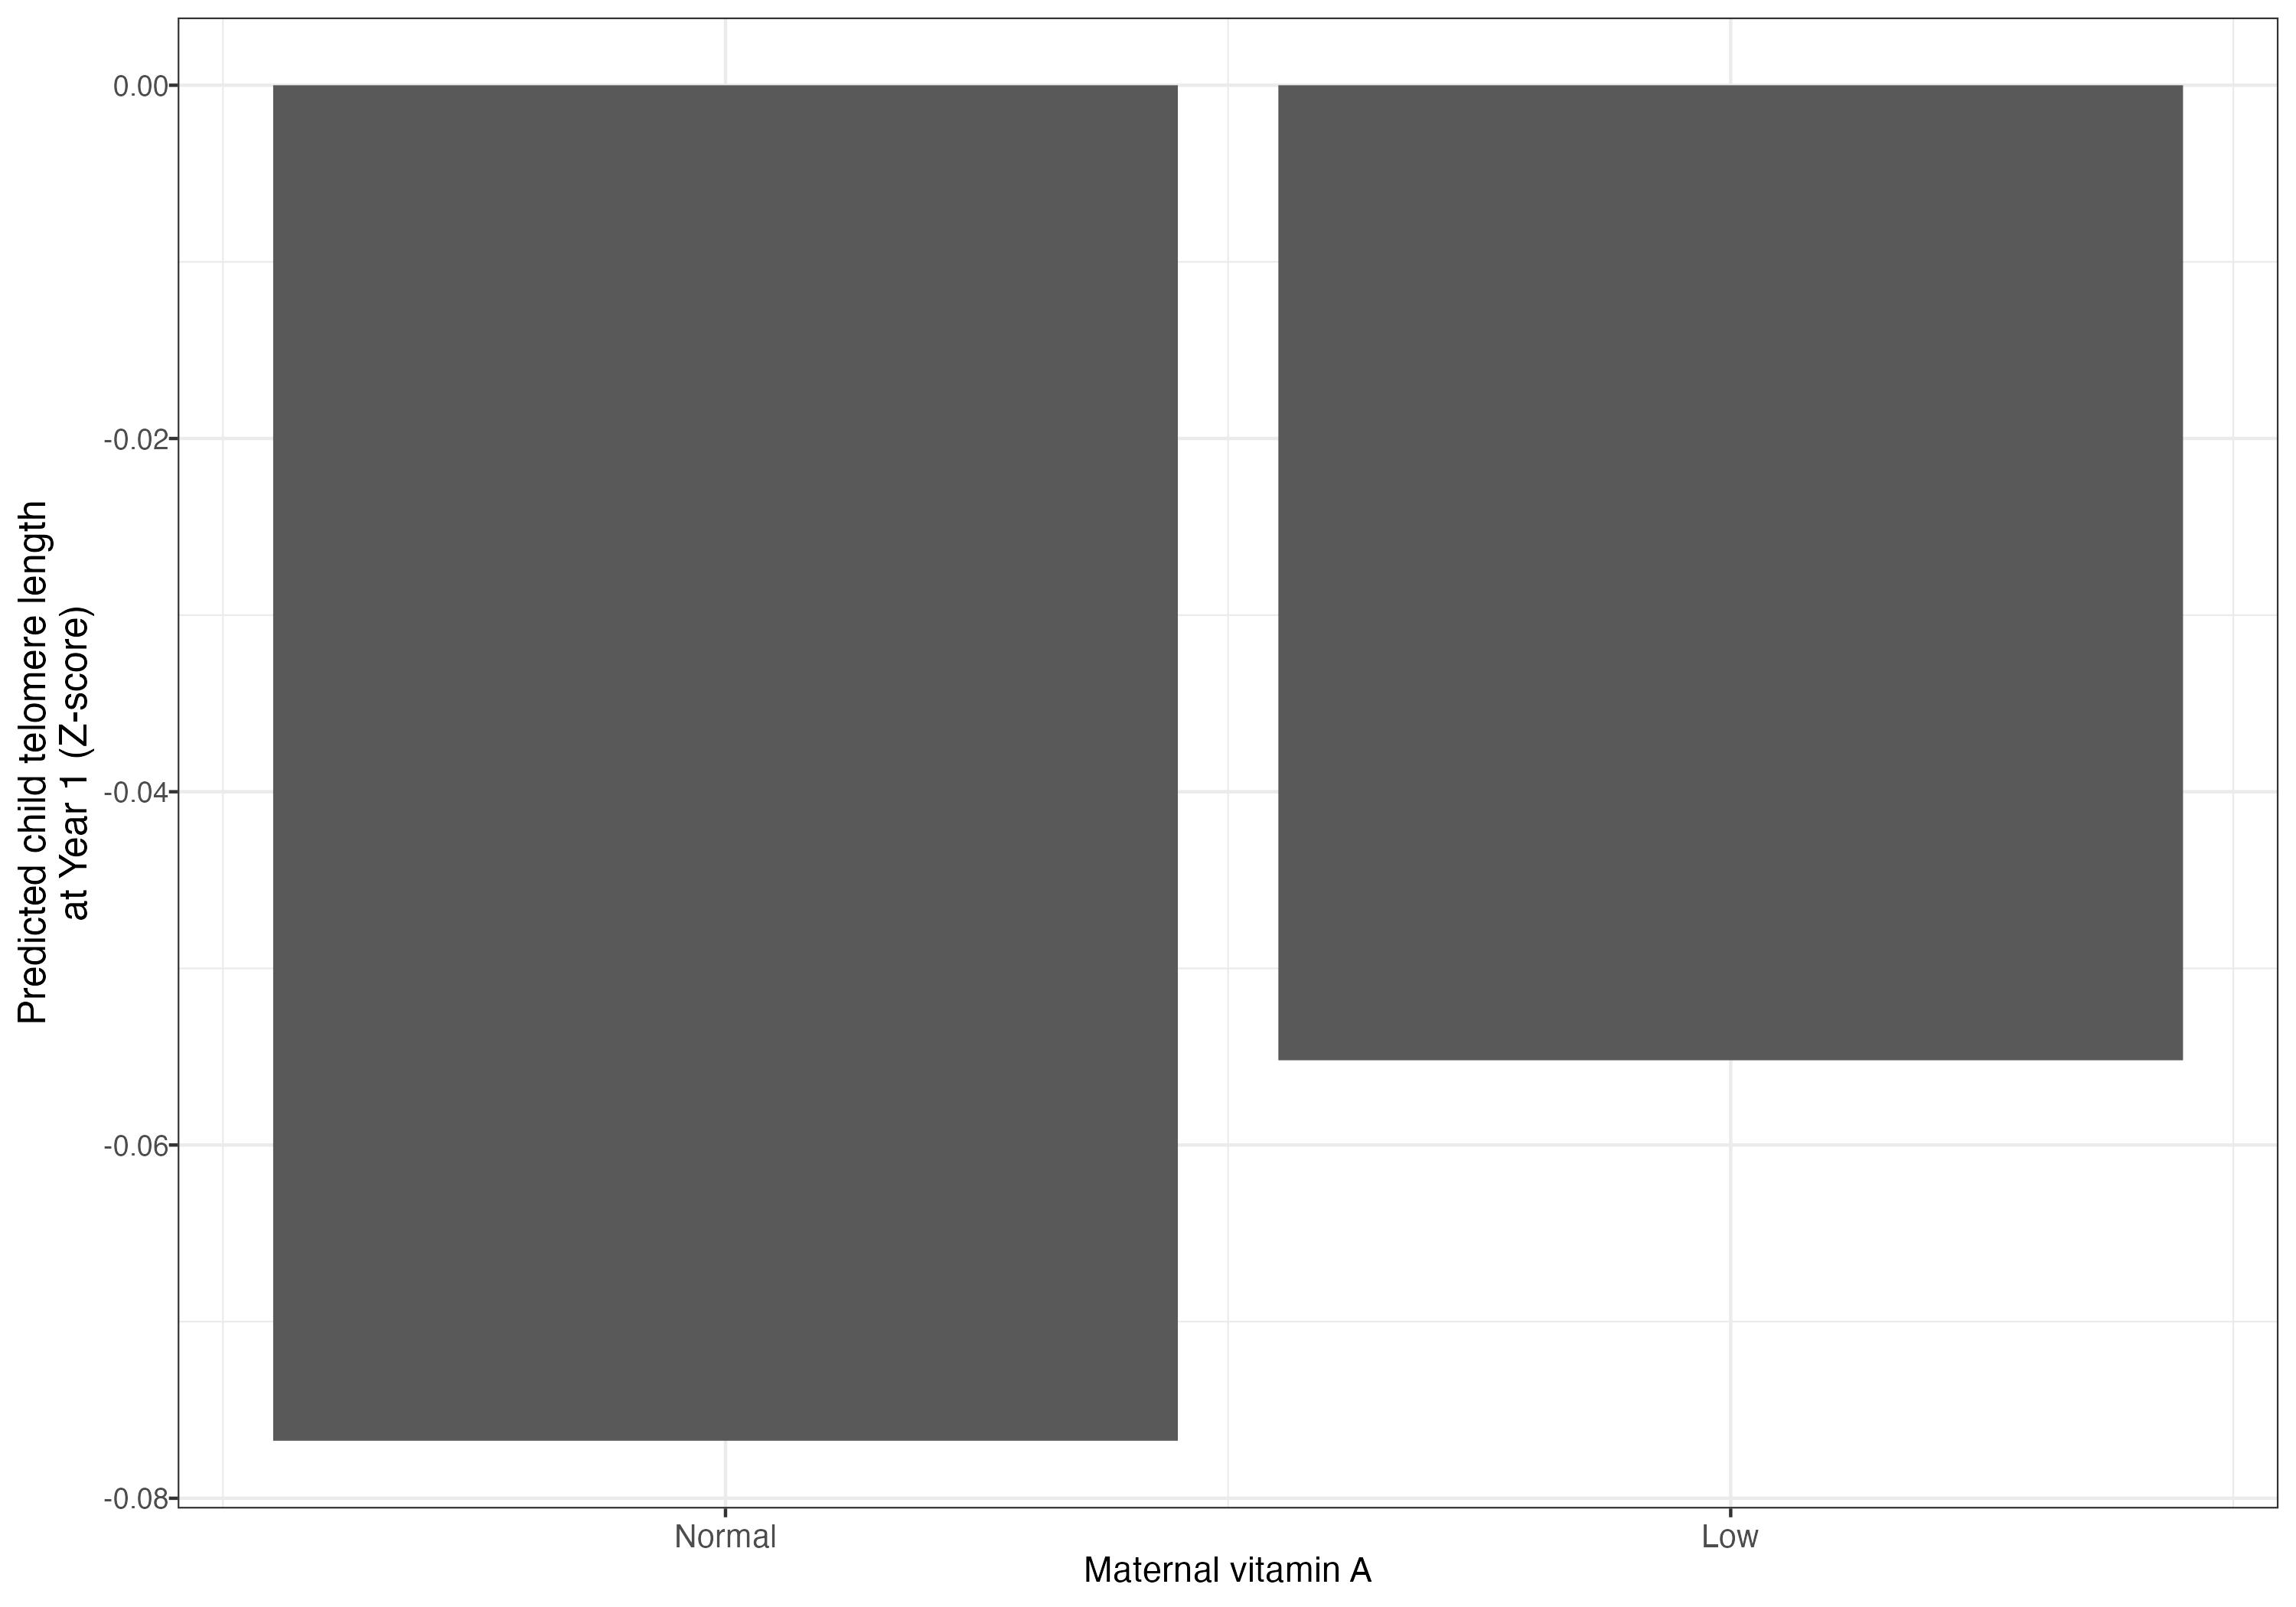 Predicted child telomere length
at Year 1 (Z-score)
0.00
-0.02
-0.04
-0.06
-0.08
Normal
Low
Maternal vitamin A